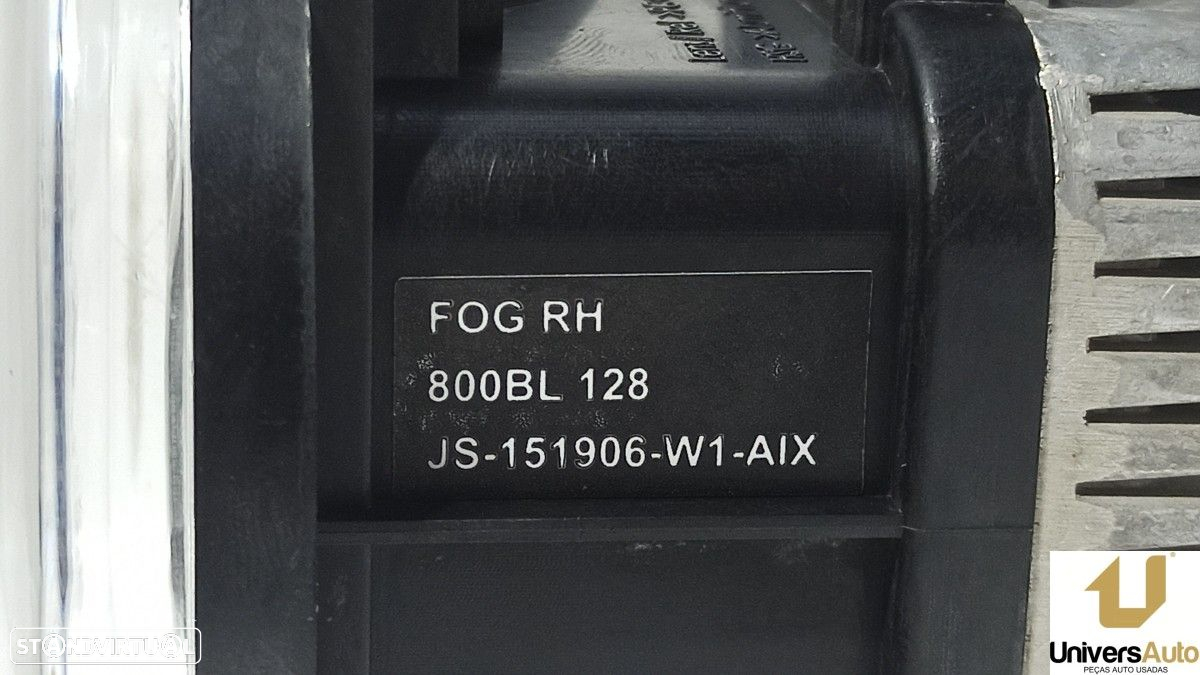 FOG RH
800BL 128
JS-151906-W1-AIX
STANDVIRTUAL
UniversAuto
PEÇAS AUTO USADAS